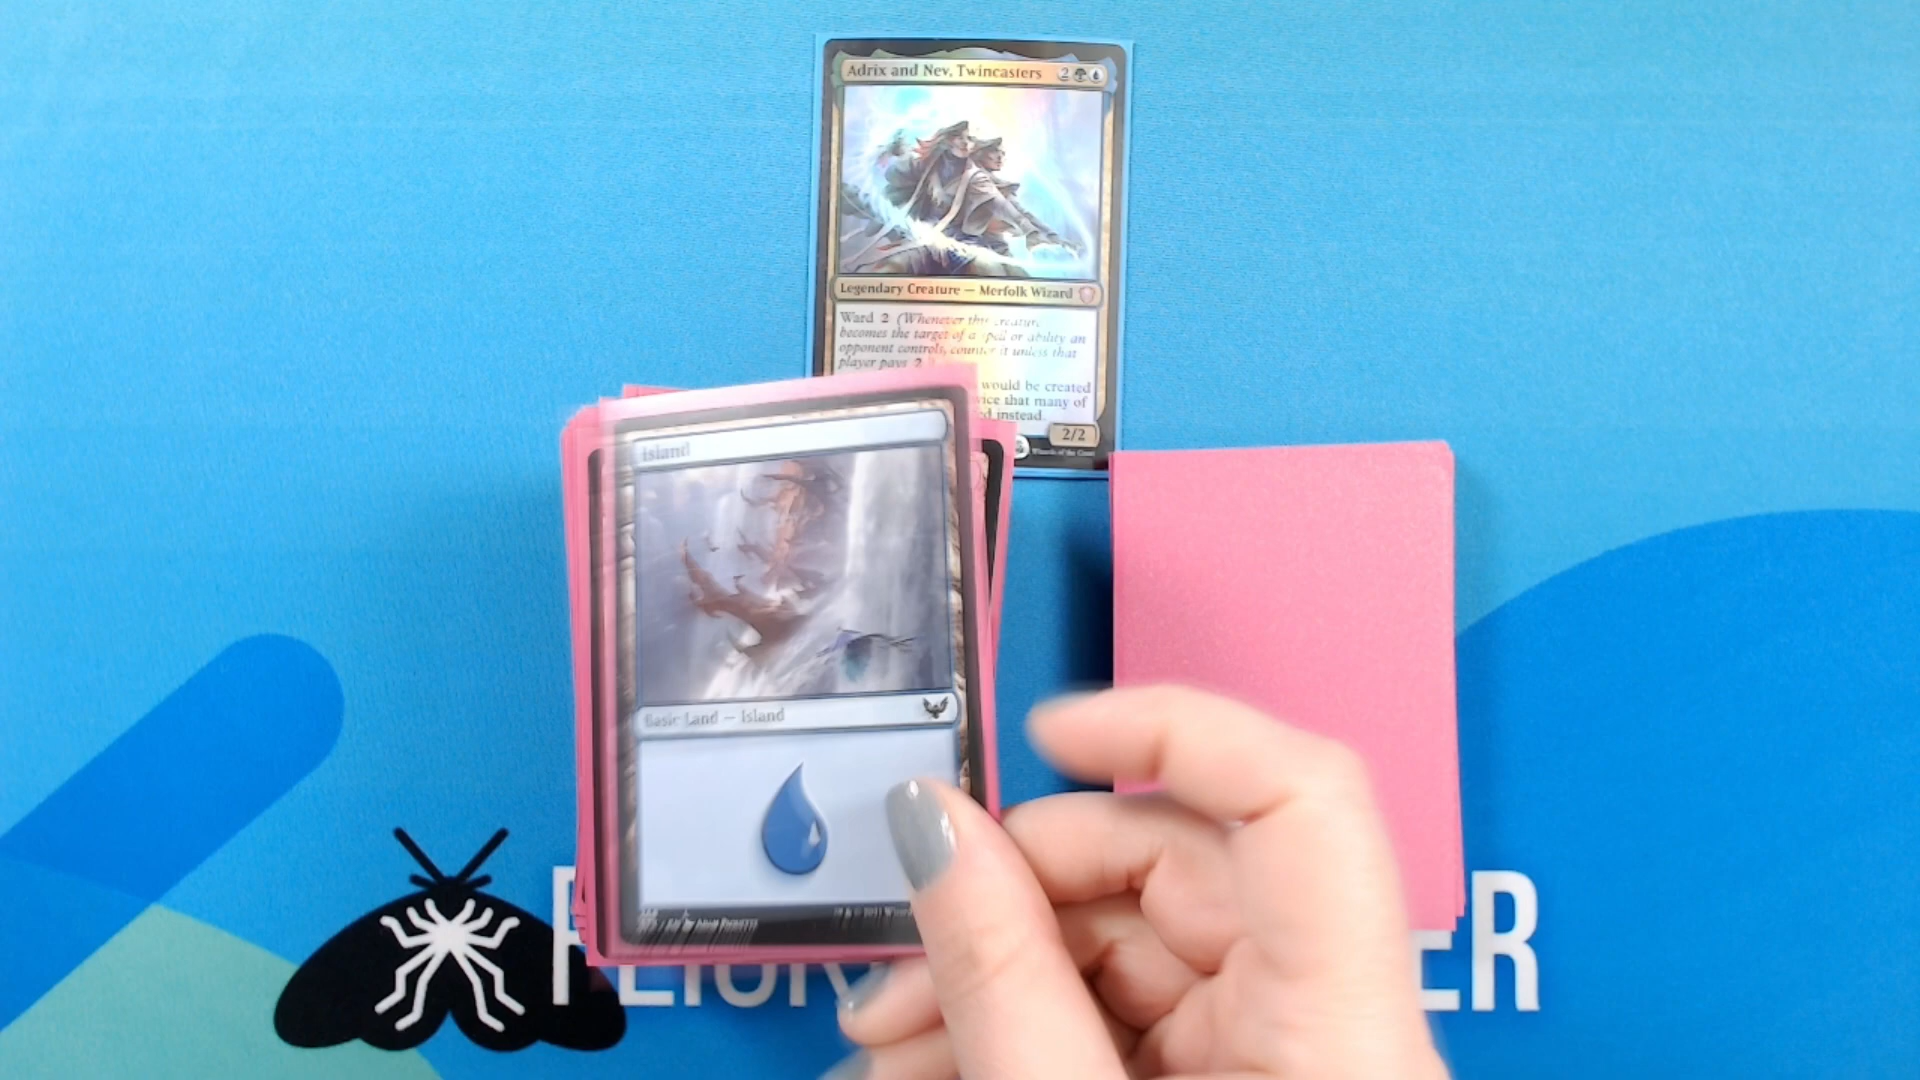 Adrix and Nev, Twincasters 2
Legendary Creature — Merfolk Wizard
Ward 2 (Whenever this creature
becomes the target of a spell or ability an
opponent controls, counter it unless that
player pays 2
would be created
twice that many of
instead.
2/2
Island
Basic Land — Island
ER